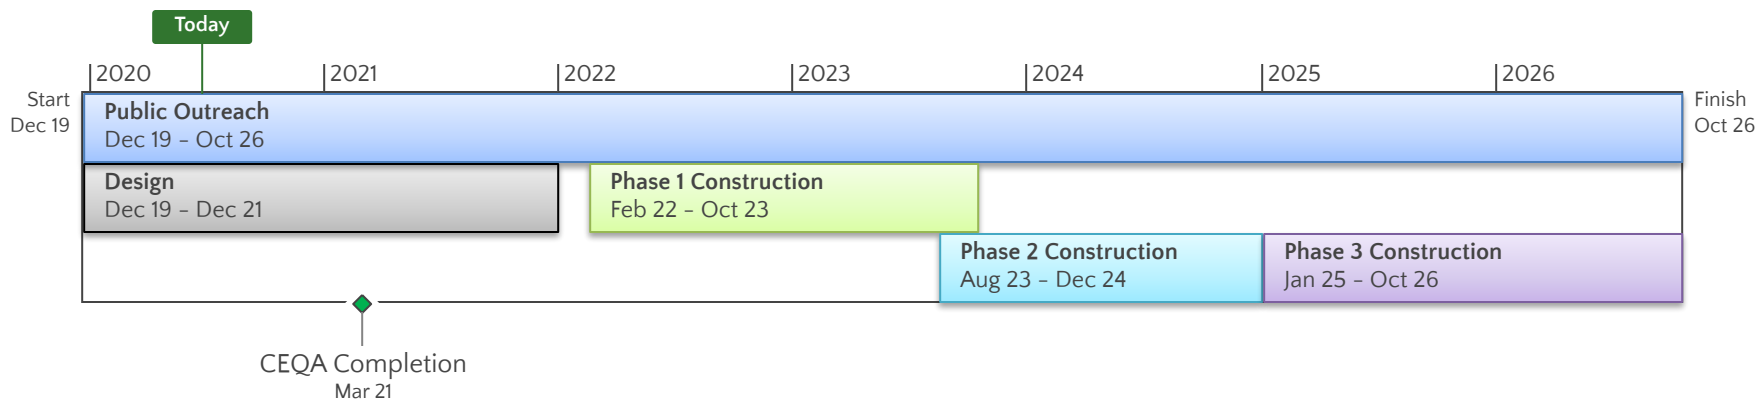 Today
2020 2021 2022 2023 2024 2025 2026
Start
Dec 19
Finish
Oct 26
Public Outreach
Dec 19 – Oct 26
Design
Dec 19 – Dec 21
Phase 1 Construction
Feb 22 – Oct 23
Phase 2 Construction
Aug 23 – Dec 24
Phase 3 Construction
Jan 25 – Oct 26
CEQA Completion
Mar 21